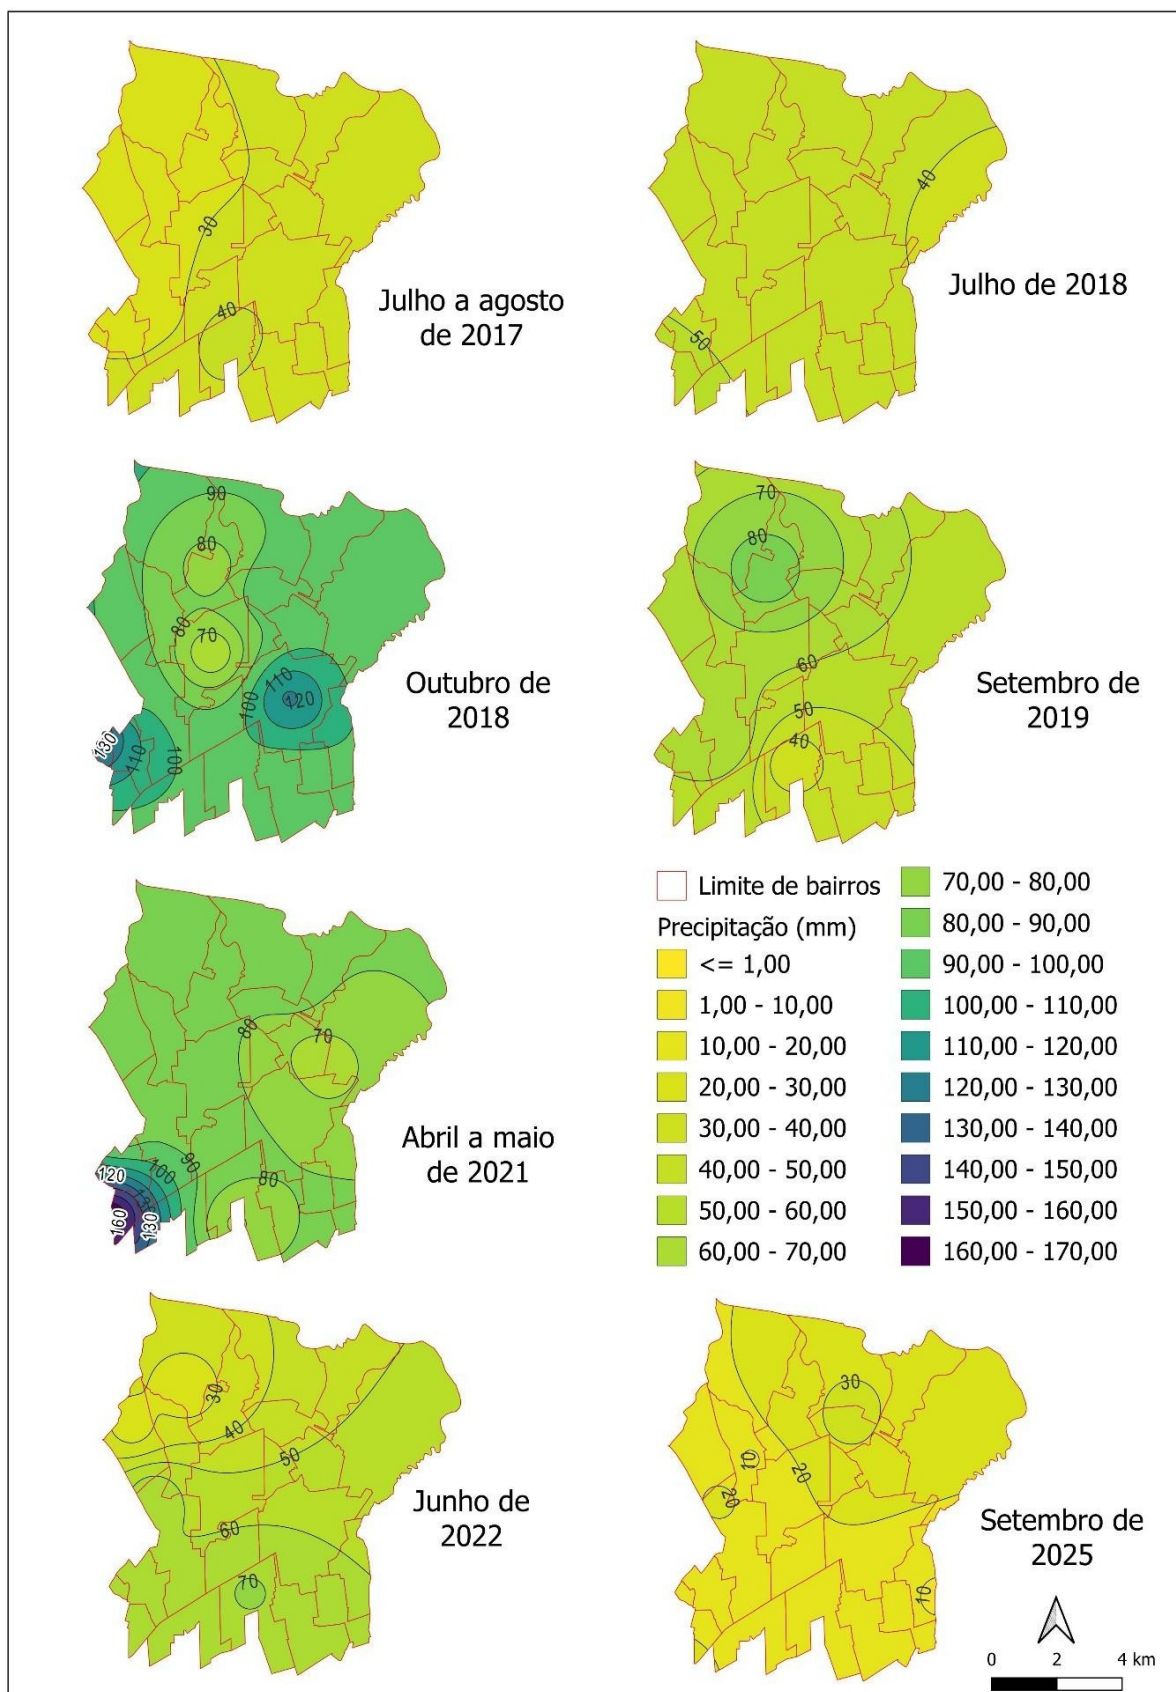 30
40
Julho a agosto
de 2017
40
50
Julho de 2018
90
80
80
70
110
120
100
130
110
100
Outubro de
2018
70
80
60
50
40
Setembro de
2019
80
70
90
100
120
130
160
80
Abril a maio
de 2021
Limite de bairros
Precipitação (mm)
<= 1,00
1,00 - 10,00
10,00 - 20,00
20,00 - 30,00
30,00 - 40,00
40,00 - 50,00
50,00 - 60,00
60,00 - 70,00
70,00 - 80,00
80,00 - 90,00
90,00 - 100,00
100,00 - 110,00
110,00 - 120,00
120,00 - 130,00
130,00 - 140,00
140,00 - 150,00
150,00 - 160,00
160,00 - 170,00
30
40
50
60
70
Junho de
2022
30
10
20
20
10
Setembro de
2025
0 2 4 km